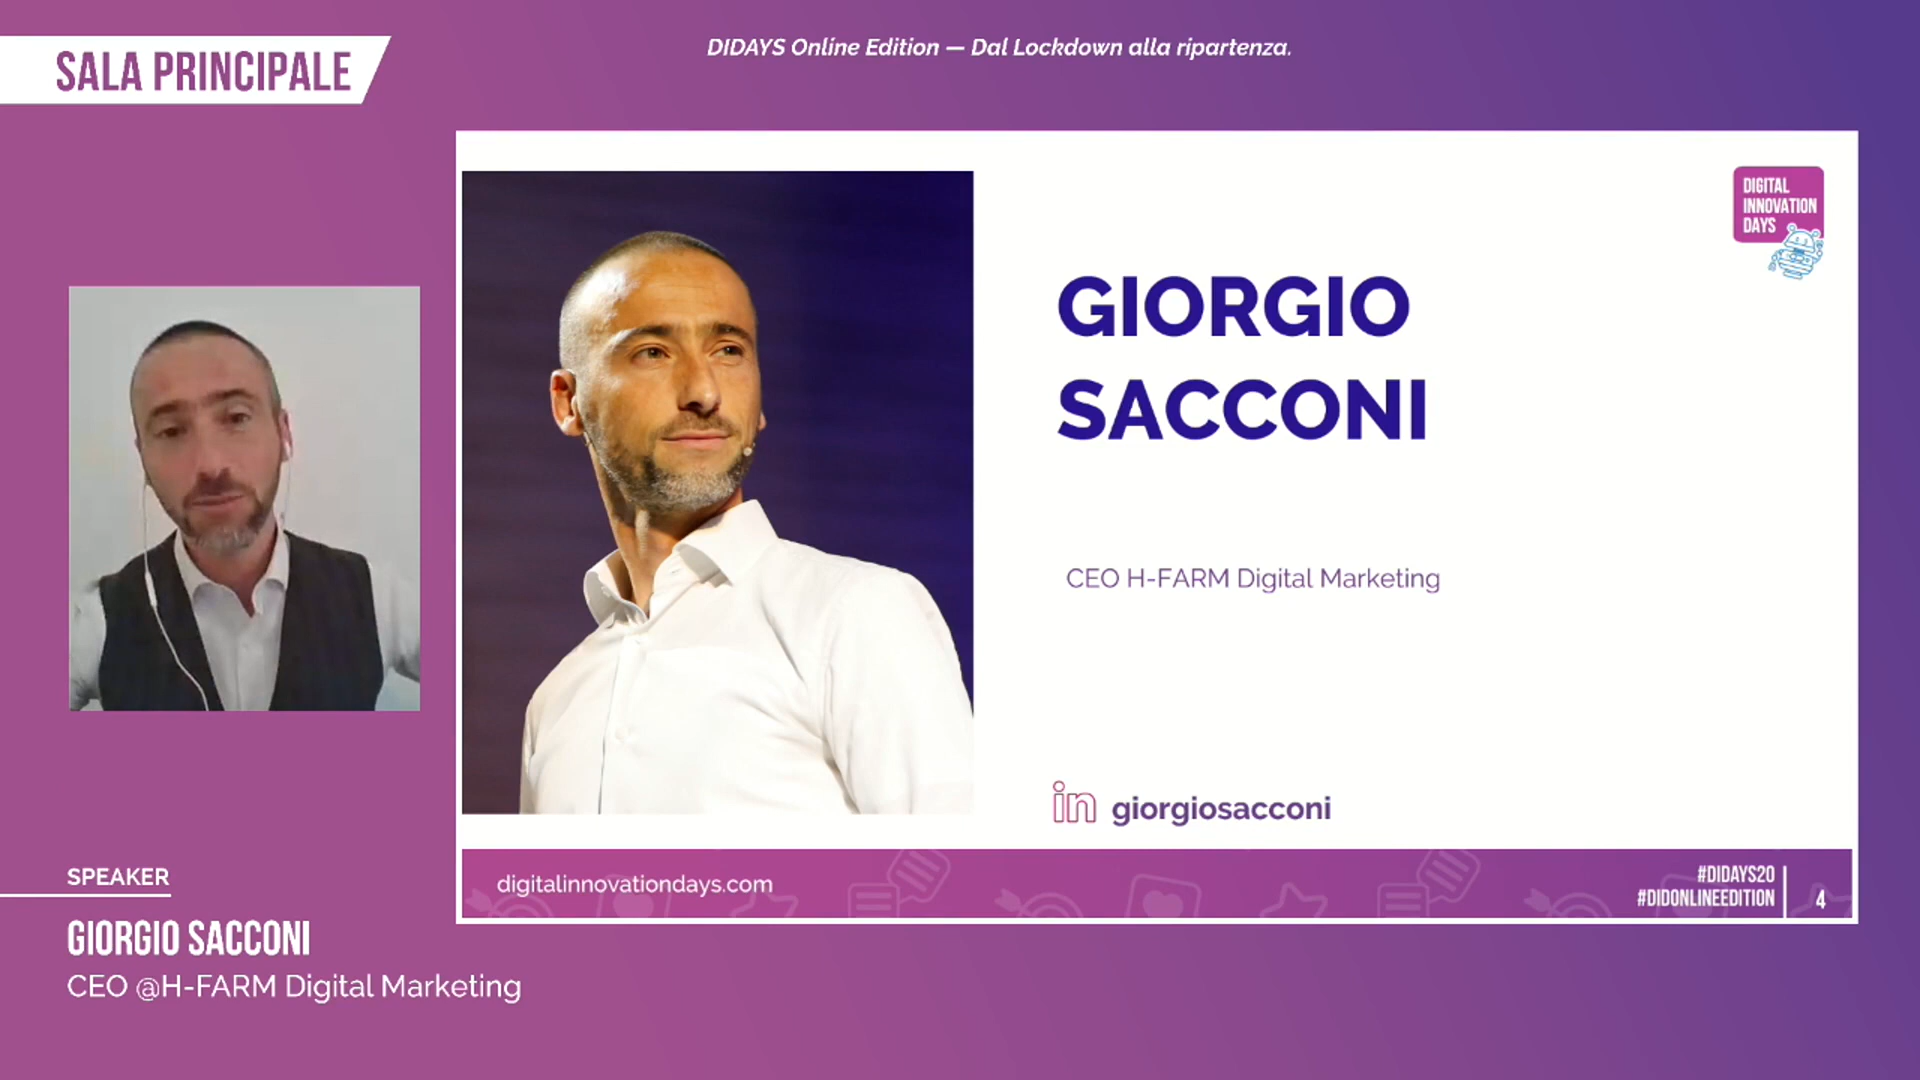 SALA PRINCIPALE
DIDAYS Online Edition — Dal Lockdown alla ripartenza.
DIGITAL
INNOVATION
DAYS
GIORGIO
SACCONI
CEO H-FARM Digital Marketing
in giorgiosacconi
digitalinnovationdays.com
#DIDAYS20
#DIDONLINEEDITION
4
SPEAKER
GIORGIO SACCONI
CEO @H-FARM Digital Marketing